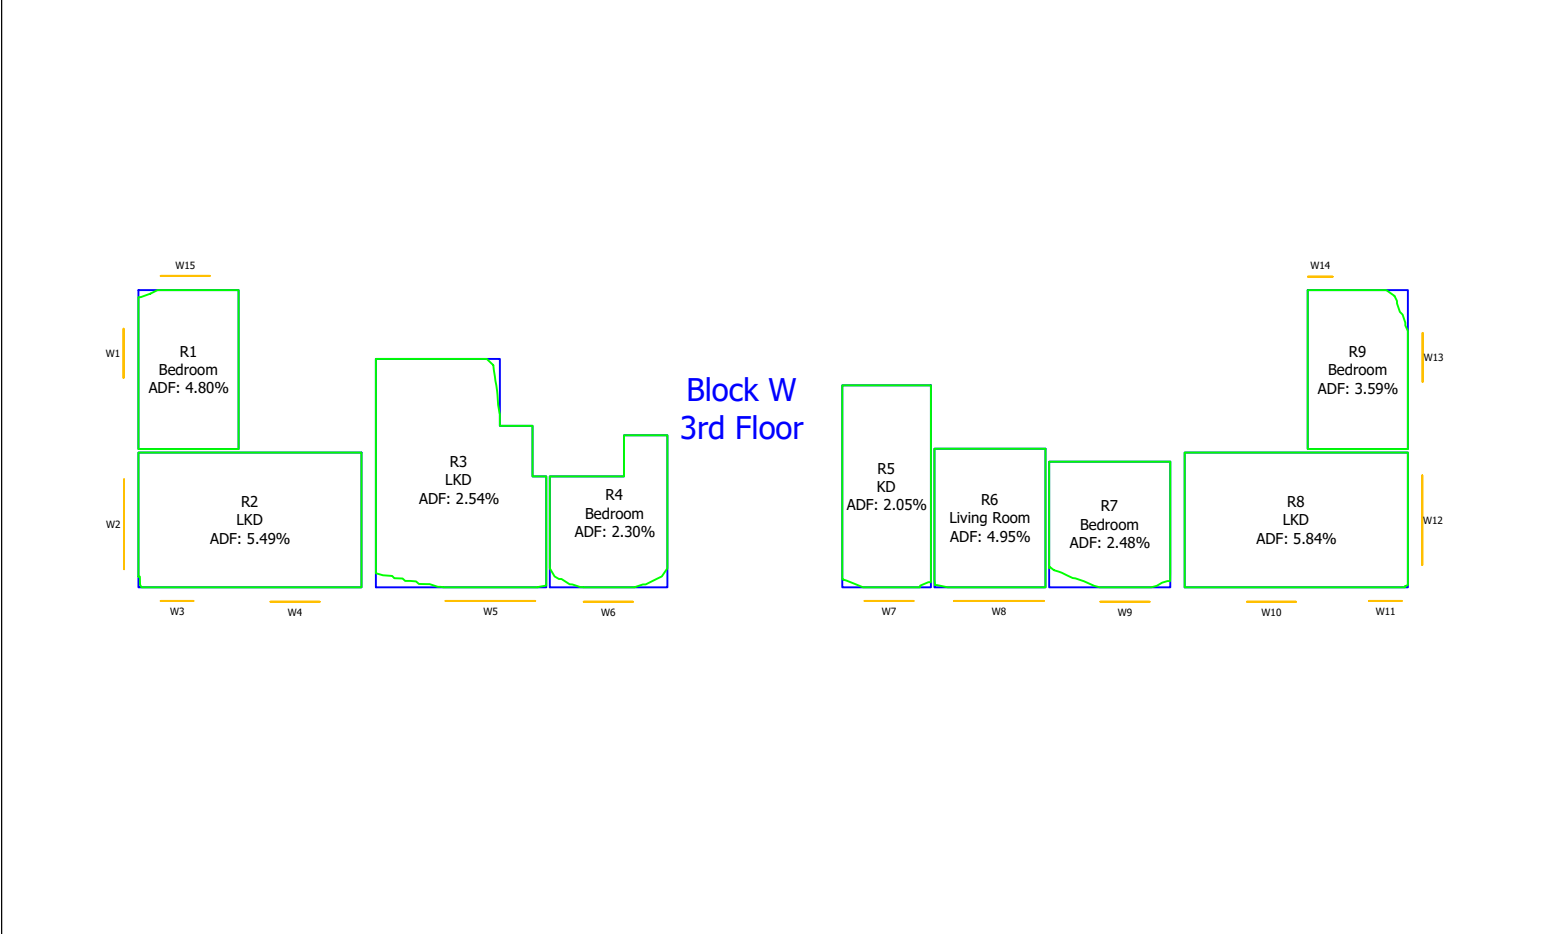 W15
W14
W1
R1
Bedroom
ADF: 4.80%
R9
Bedroom
ADF: 3.59%
W13
Block W
3rd Floor
R3
LKD
ADF: 2.54%
R5
KD
ADF: 2.05%
W2
R2
LKD
ADF: 5.49%
R4
Bedroom
ADF: 2.30%
R6
Living Room
ADF: 4.95%
R7
Bedroom
ADF: 2.48%
R8
LKD
ADF: 5.84%
W12
W3
W4
W5
W6
W7
W8
W9
W10
W11